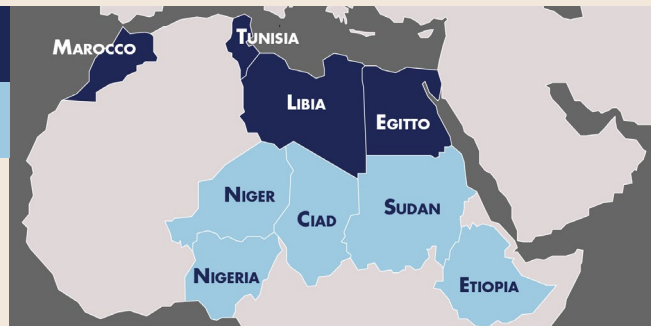 MAROCCO
TUNISIA
LIBIA
EGITTO
NIGER
CIAD
SUDAN
NIGERIA
ETIOPIA